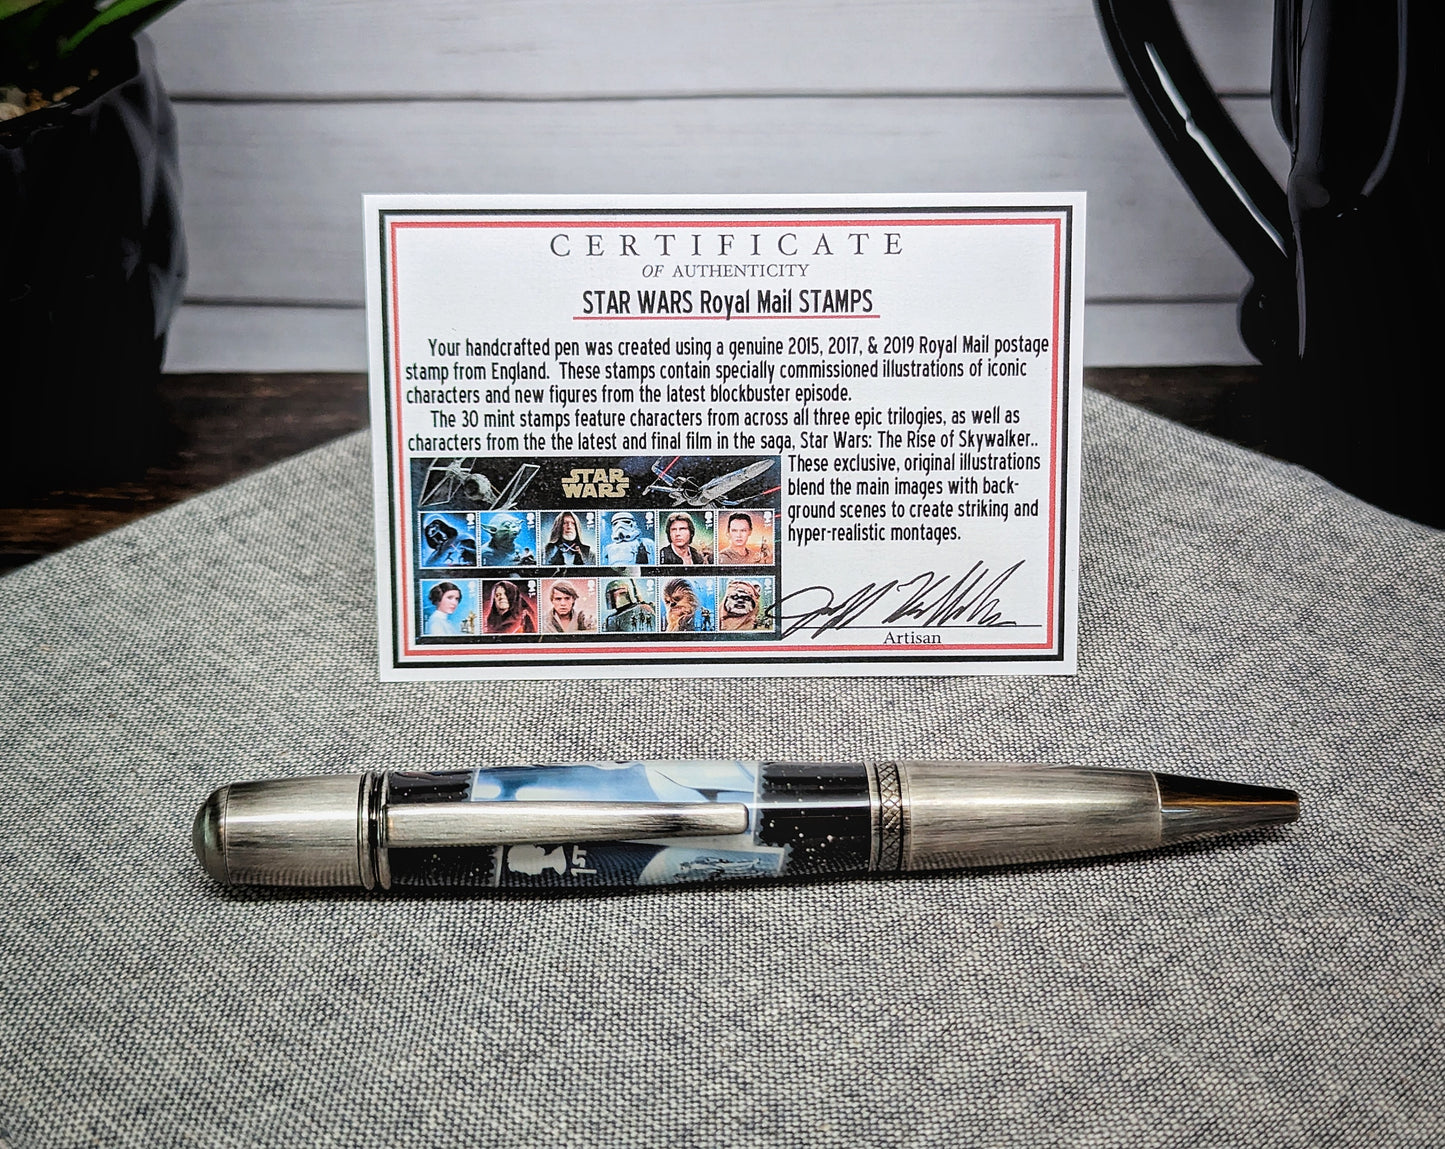 CERTIFICATE
OF AUTHENTICITY
STAR WARS Royal Mail STAMPS
Your handcrafted pen was created using a genuine 2015, 2017, & 2019 Royal Mail postage
stamp from England. These stamps contain specially commissioned illustrations of iconic
characters and new figures from the latest blockbuster episode.
The 30 mint stamps feature characters from across all three epic trilogies, as well as
characters from the the latest and final film in the saga, Star Wars: The Rise of Skywalker..
These exclusive, original illustrations
blend the main images with back-
ground scenes to create striking and
hyper-realistic montages.
STAR
WARS
Artisan